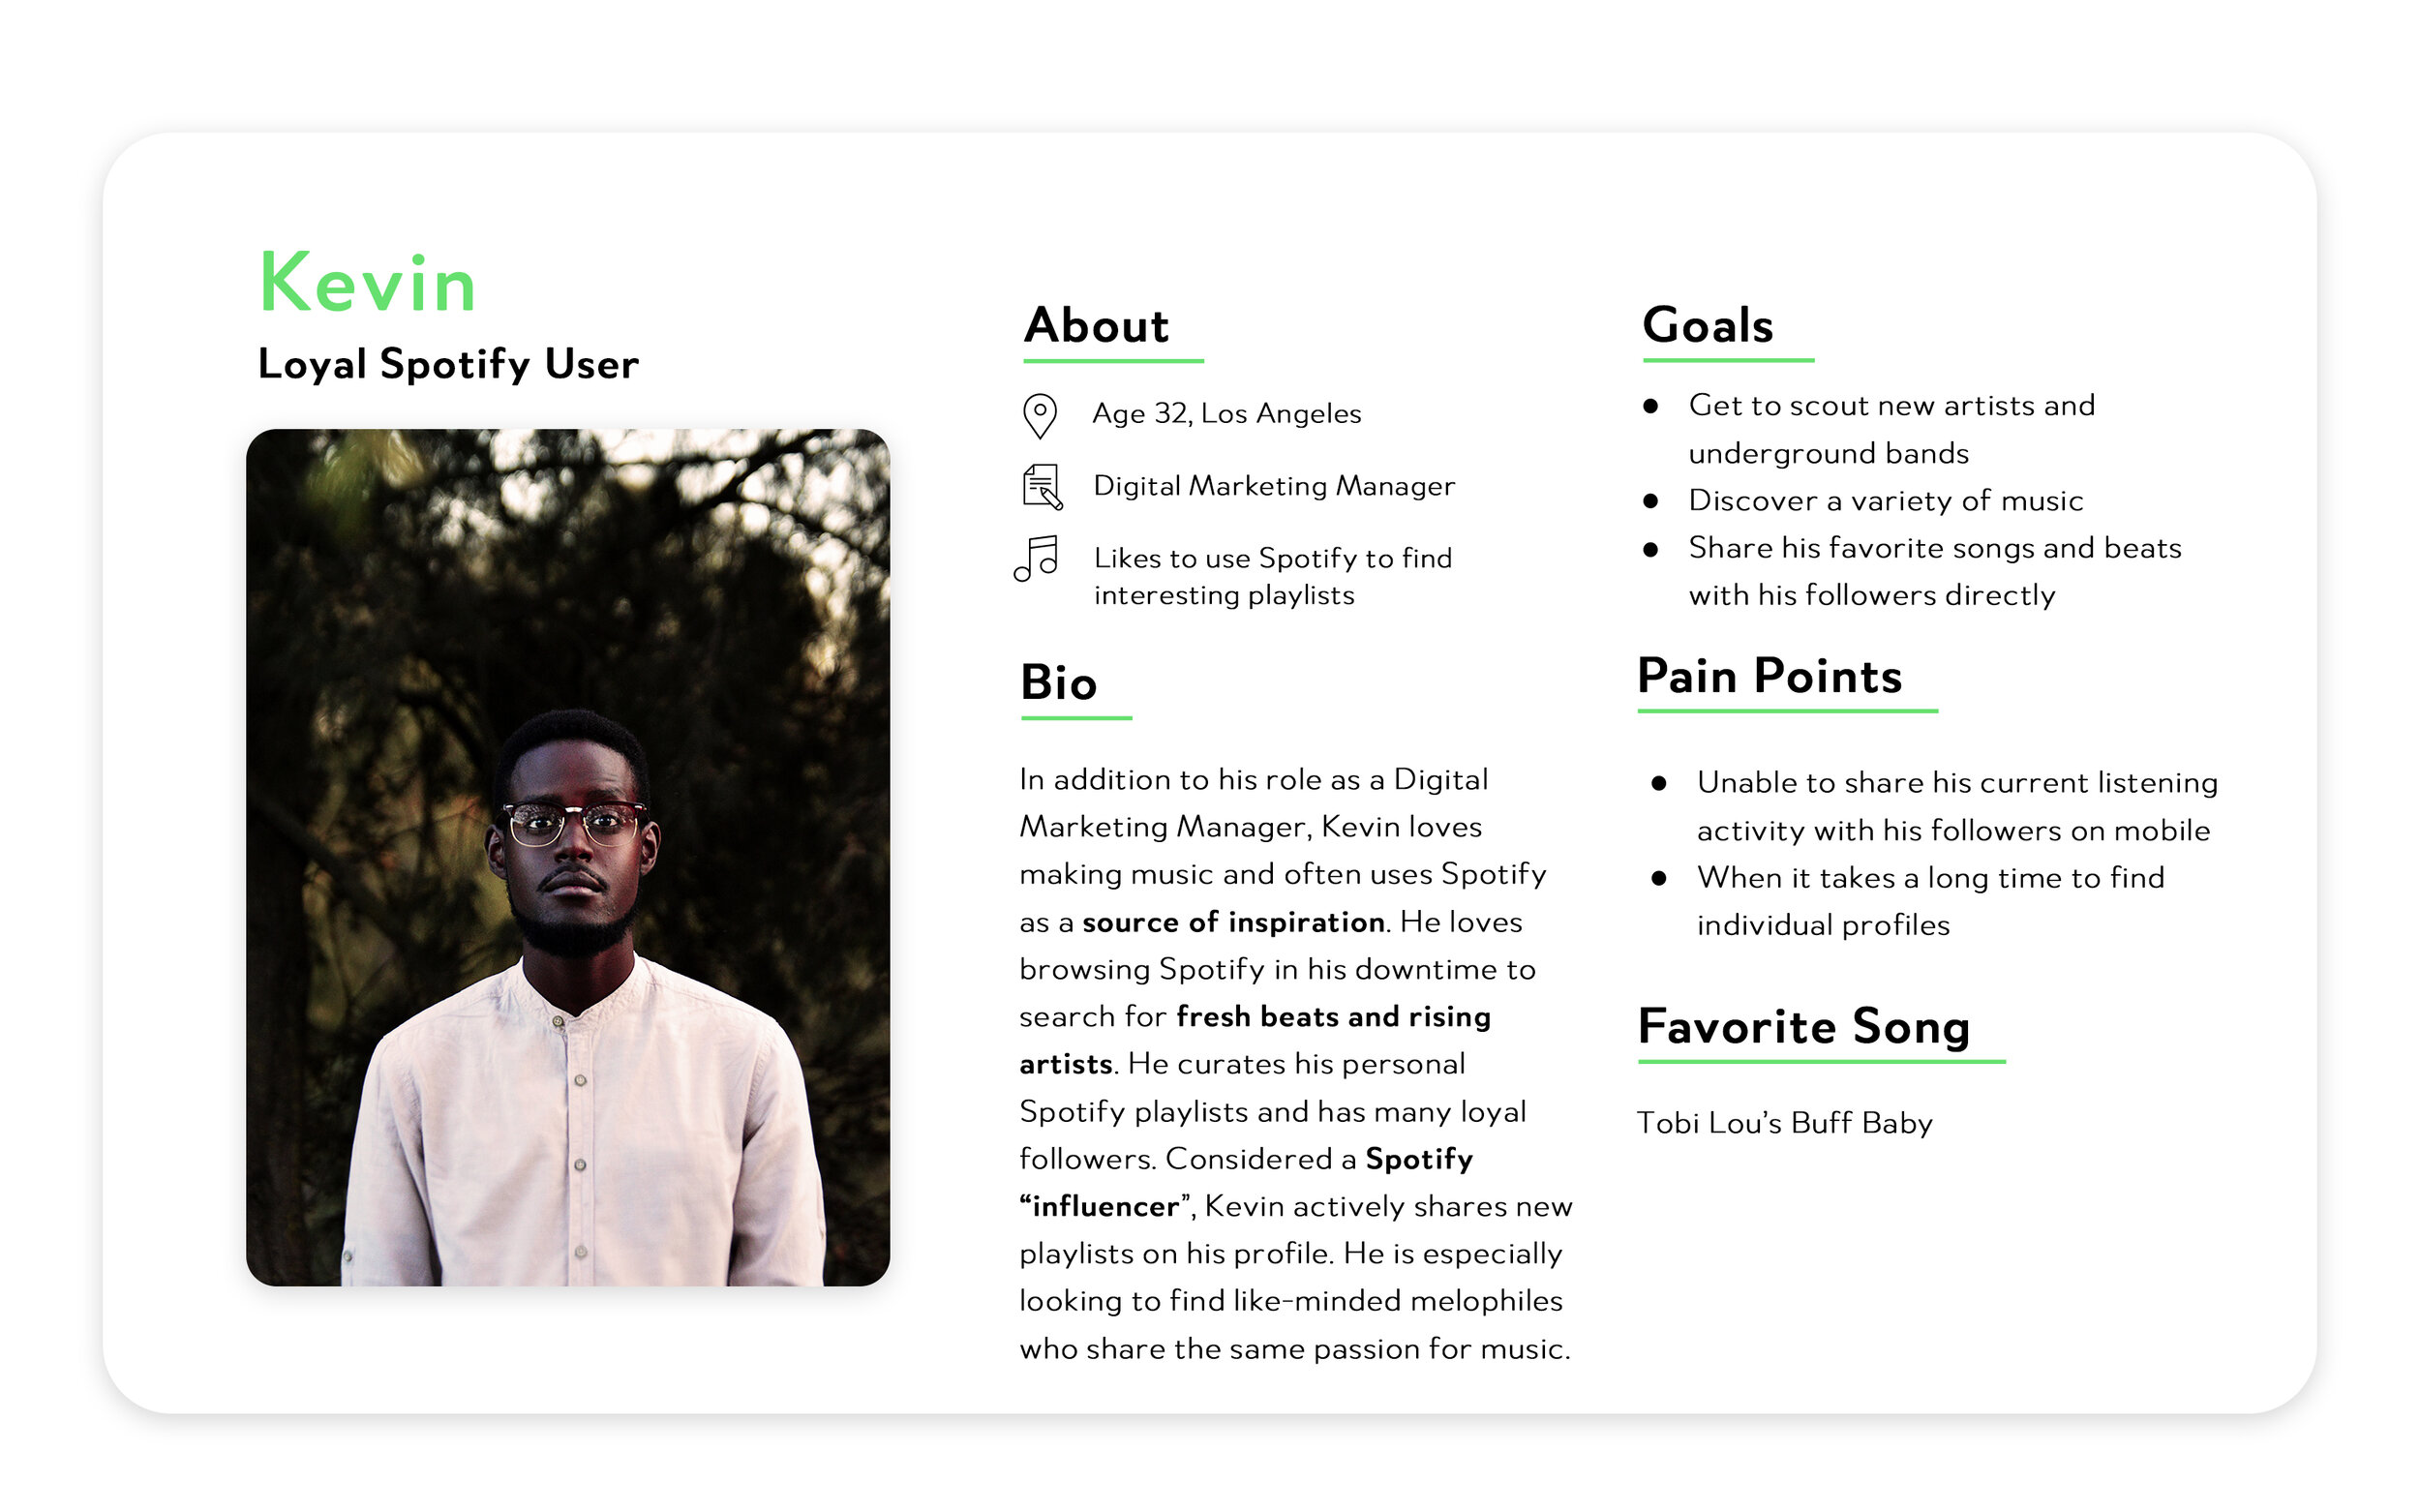 Kevin
Loyal Spotify User
About
Age 32, Los Angeles
Digital Marketing Manager
Likes to use Spotify to find
interesting playlists
Bio
In addition to his role as a Digital
Marketing Manager, Kevin loves
making music and often uses Spotify
as a source of inspiration. He loves
browsing Spotify in his downtime to
search for fresh beats and rising
artists. He curates his personal
Spotify playlists and has many loyal
followers. Considered a Spotify
“influencer”, Kevin actively shares new
playlists on his profile. He is especially
looking to find like-minded melophiles
who share the same passion for music.
Goals
● Get to scout new artists and
underground bands
● Discover a variety of music
● Share his favorite songs and beats
with his followers directly
Pain Points
● Unable to share his current listening
activity with his followers on mobile
● When it takes a long time to find
individual profiles
Favorite Song
Tobi Lou’s Buff Baby